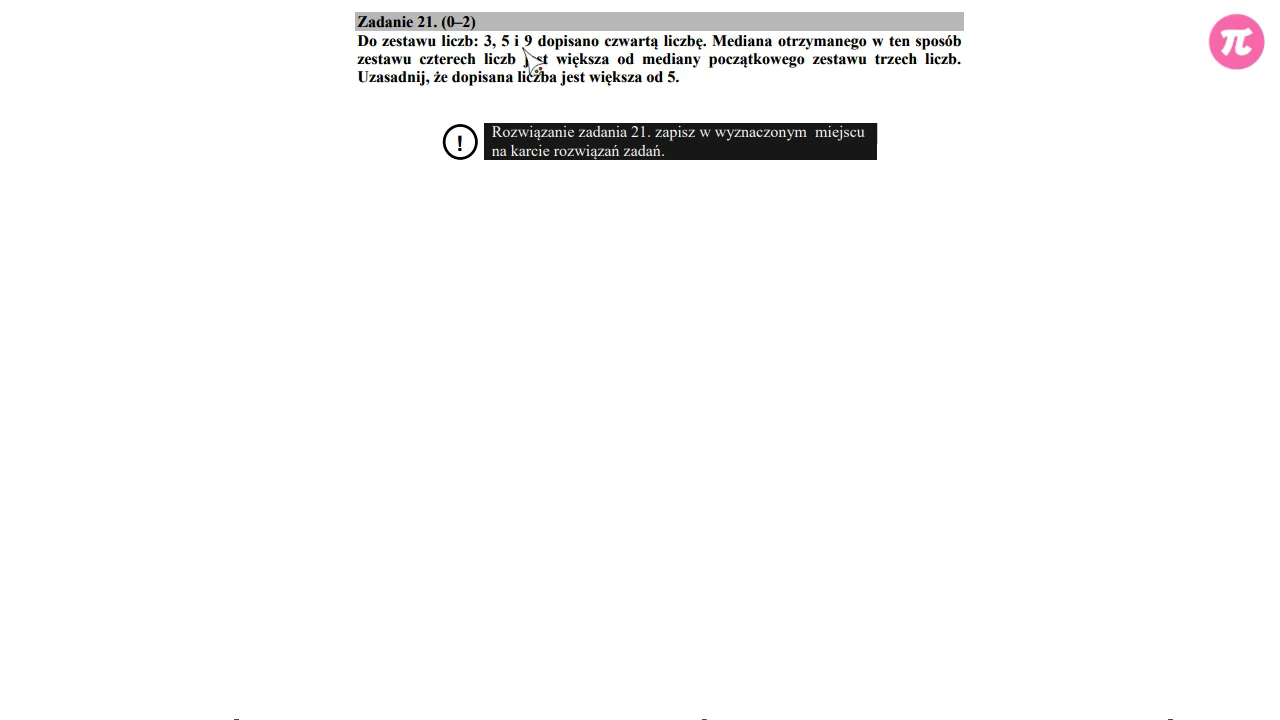 Zadanie 21. (0–2)
Do zestawu liczb: 3, 5 i 9 dopisano czwartą liczbę. Mediana otrzymanego w ten sposób
zestawu czterech liczb jest większa od mediany początkowego zestawu trzech liczb.
Uzasadnij, że dopisana liczba jest większa od 5.
! Rozwiązanie zadania 21. zapisz w wyznaczonym miejscu
na karcie rozwiązań zadań.
π